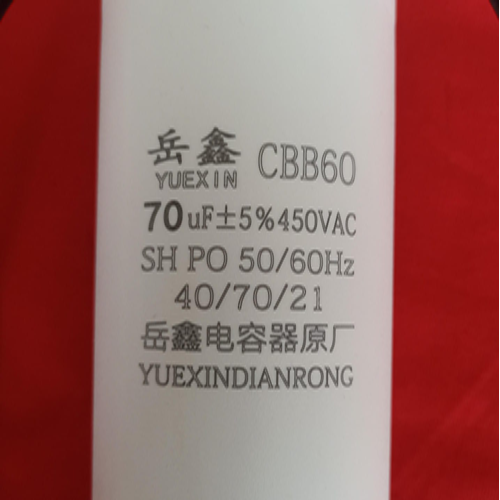 岳鑫 CBB60
YUEXIN
70uF±5%450VAC
SH PO 50/60Hz
40/70/21
岳鑫电容器原厂
YUEXINDIANRONG